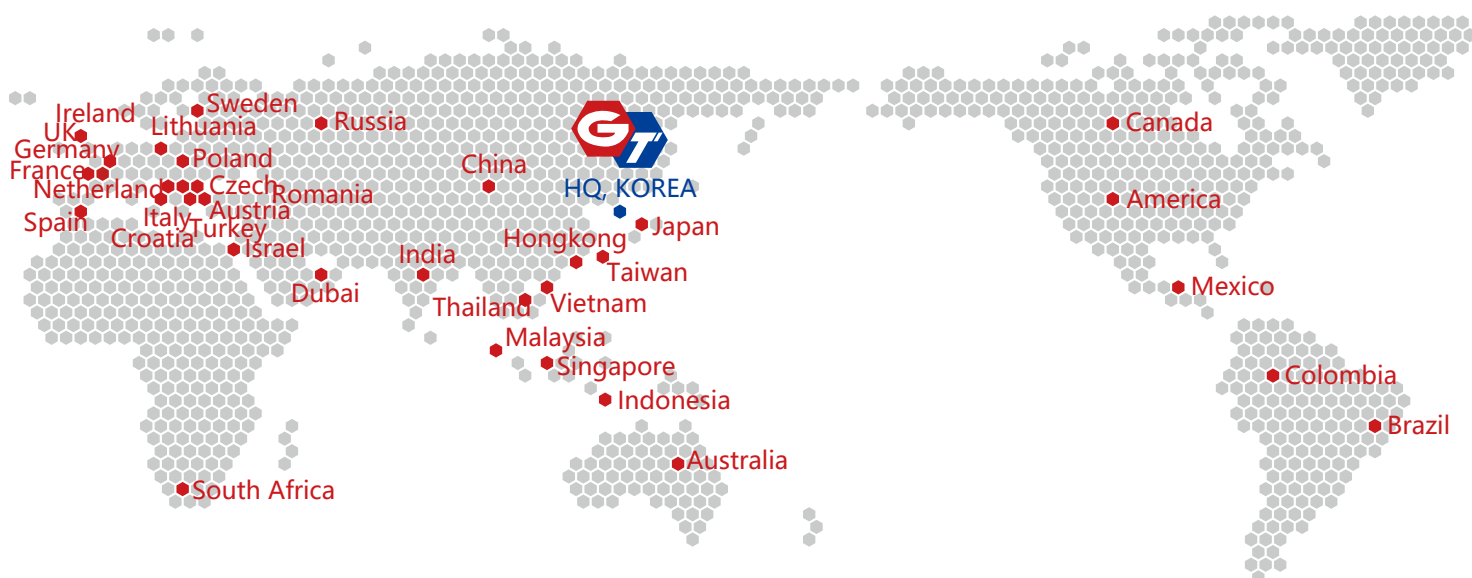 Ireland
Sweden
UK
Lithuania
Russia
Germany
Poland
France
Netherland
Czech
Romania
Spain
Italy
Austria
Croatia
Turkey
Israel
China
GT
HQ, KOREA
Japan
Hongkong
Taiwan
India
Dubai
Thailand
Vietnam
Malaysia
Singapore
Indonesia
Australia
South Africa
Canada
America
Mexico
Colombia
Brazil